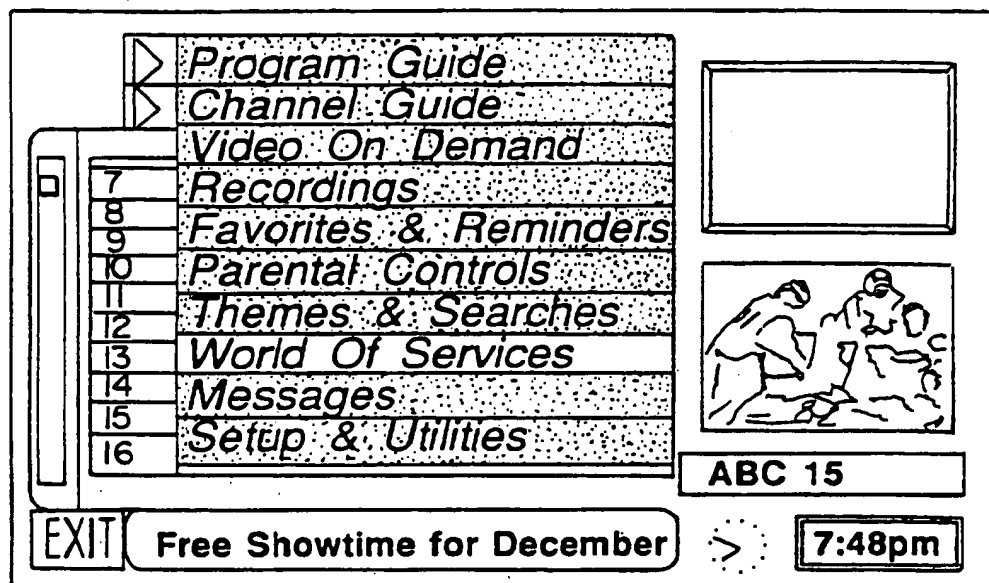 Program Guide
Channel Guide
Video On Demand
7 Recordings
8
9 Favorites & Reminders
10 Parental Controls
11
12 Themes & Searches
13 World Of Services
14 Messages
15
16 Setup & Utilities
ABC 15
EXIT Free Showtime for December 7:48pm